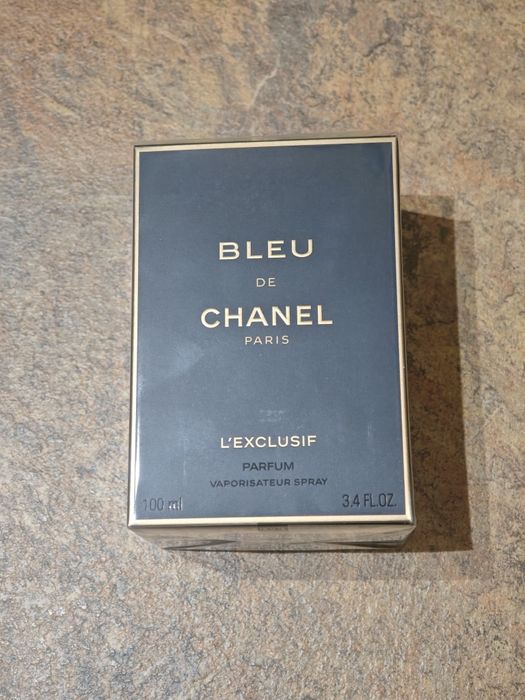 BLEU
DE
CHANEL
PARIS
L'EXCLUSIF
PARFUM
VAPORISATEUR SPRAY
100 ml 3.4 FL.OZ.